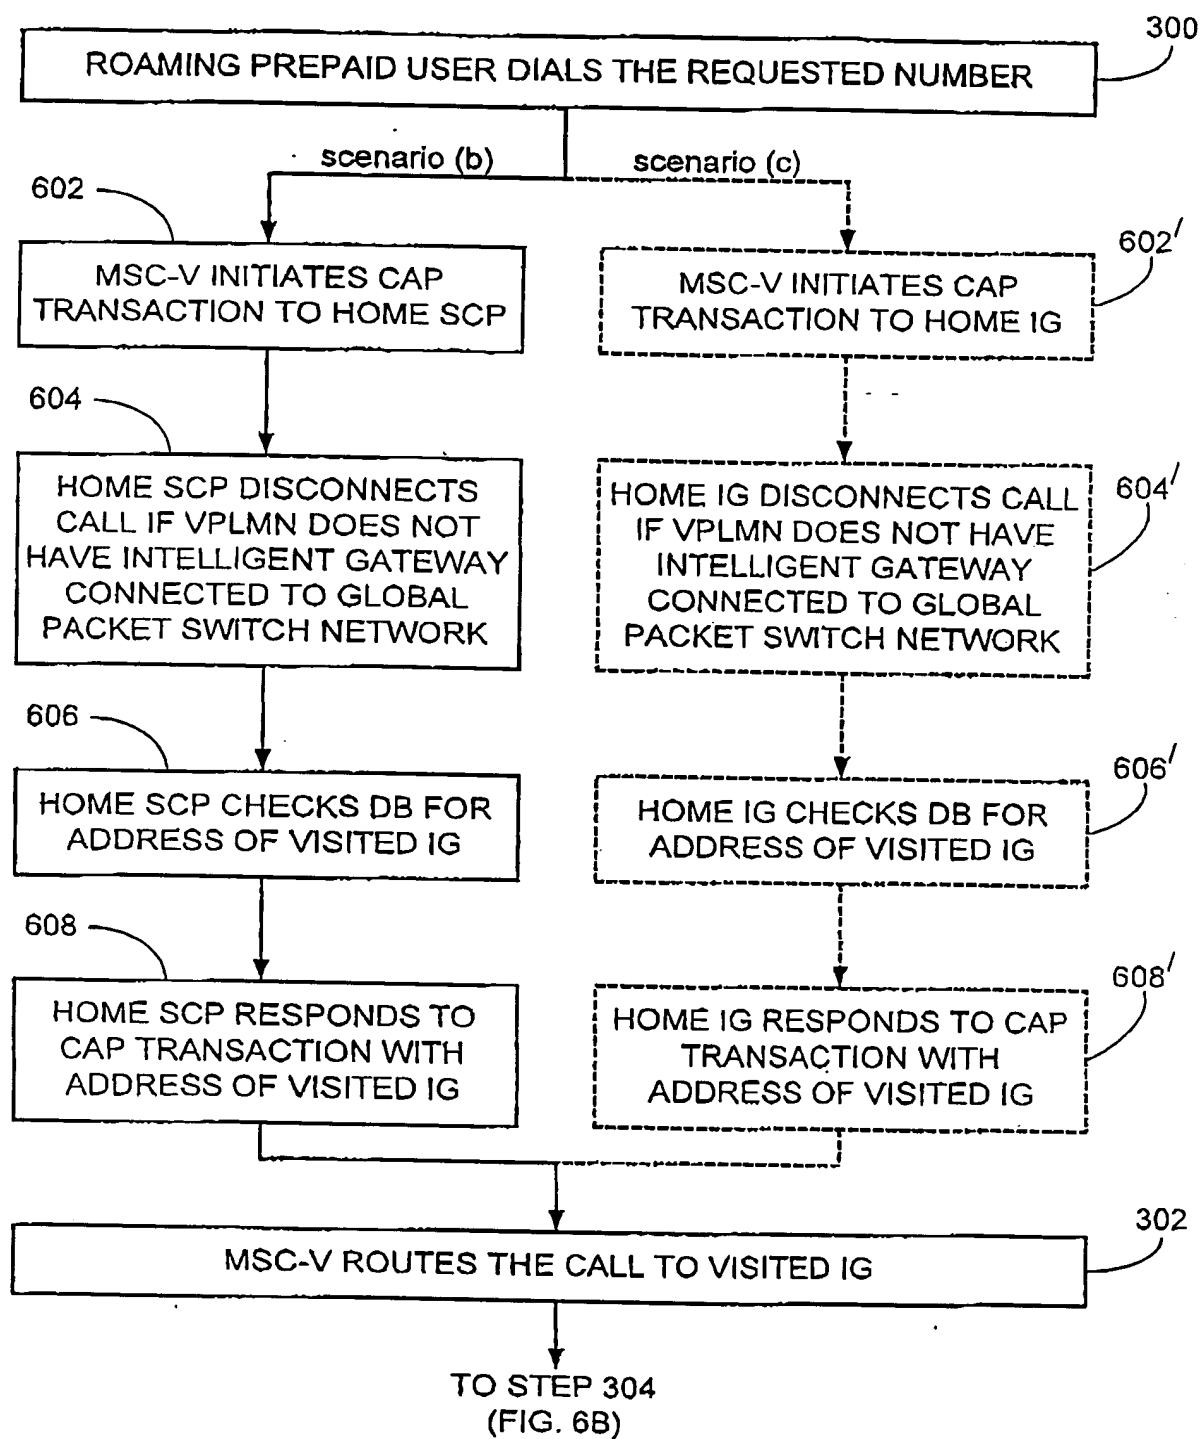 300
ROAMING PREPAID USER DIALS THE REQUESTED NUMBER
scenario (b)
scenario (c)
602
MSC-V INITIATES CAP
TRANSACTION TO HOME SCP
602'
MSC-V INITIATES CAP
TRANSACTION TO HOME IG
604
HOME SCP DISCONNECTS
CALL IF VPLMN DOES NOT
HAVE INTELLIGENT GATEWAY
CONNECTED TO GLOBAL
PACKET SWITCH NETWORK
604'
HOME IG DISCONNECTS CALL
IF VPLMN DOES NOT HAVE
INTELLIGENT GATEWAY
CONNECTED TO GLOBAL
PACKET SWITCH NETWORK
606
HOME SCP CHECKS DB FOR
ADDRESS OF VISITED IG
606'
HOME IG CHECKS DB FOR
ADDRESS OF VISITED IG
608
HOME SCP RESPONDS TO
CAP TRANSACTION WITH
ADDRESS OF VISITED IG
608'
HOME IG RESPONDS TO CAP
TRANSACTION WITH
ADDRESS OF VISITED IG
302
MSC-V ROUTES THE CALL TO VISITED IG
TO STEP 304
(FIG. 6B)